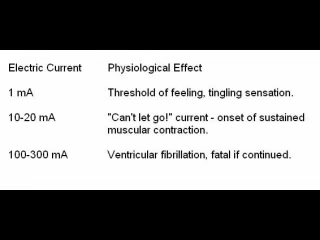 Electric Current Physiological Effect
1 mA Threshold of feeling, tingling sensation.
10-20 mA "Can't let go!" current - onset of sustained
muscular contraction.
100-300 mA Ventricular fibrillation, fatal if continued.